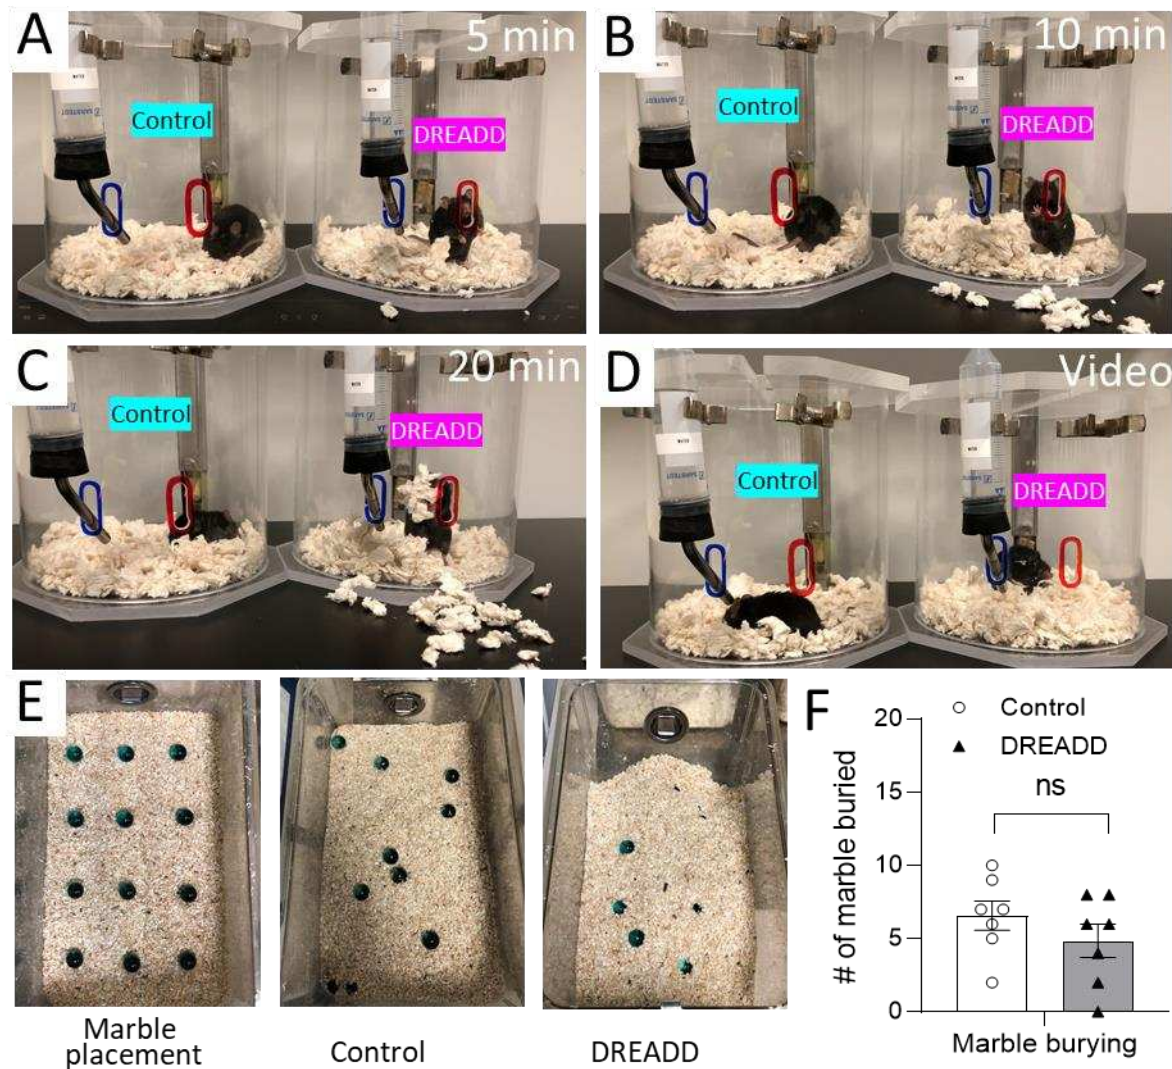 A
5 min
Control
DREADD
B
10 min
Control
DREADD
C
20 min
Control
DREADD
D
Video
Control
DREADD
E
Marble
placement
Control
DREADD
F
Control
DREADD
ns
20
15
10
5
0
# of marble buried
Marble burying